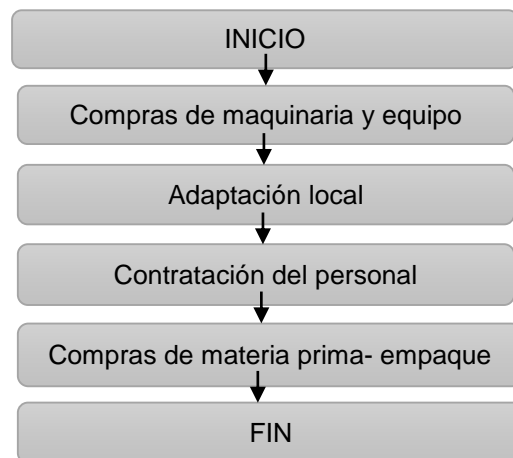 INICIO
Compras de maquinaria y equipo
Adaptación local
Contratación del personal
Compras de materia prima- empaque
FIN